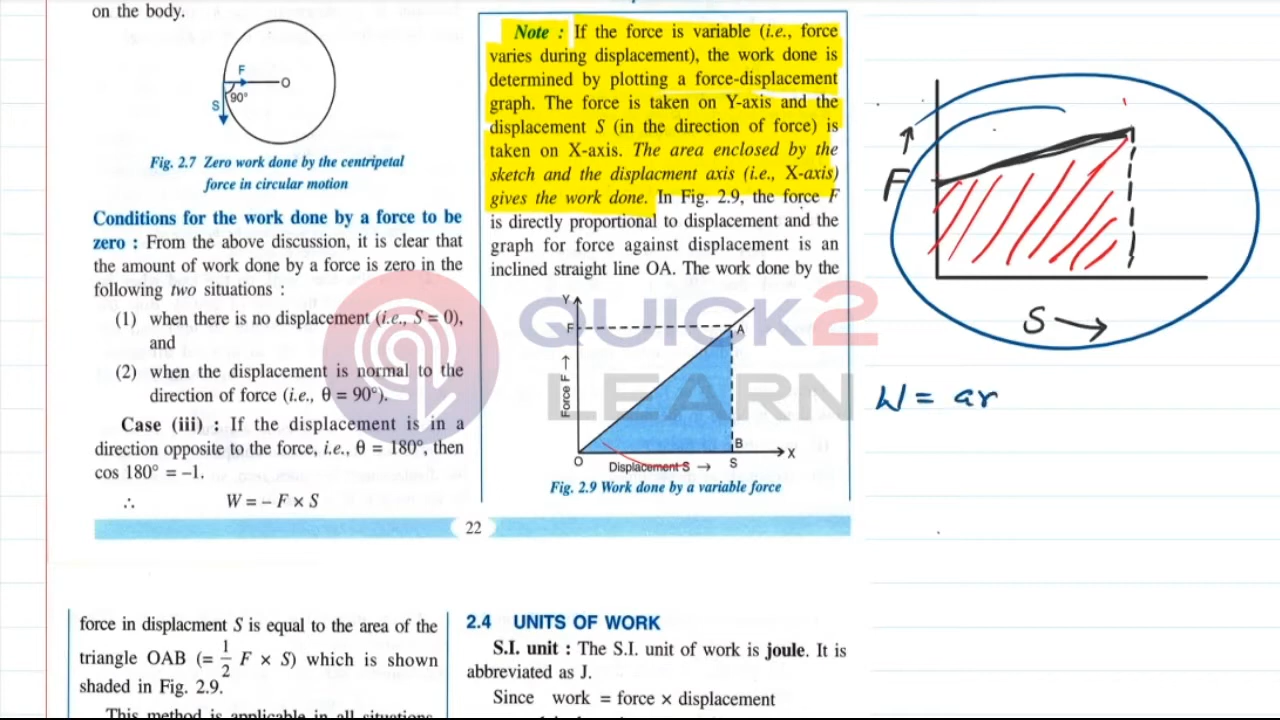 on the body.
F
O
90°
S
Fig. 2.7 Zero work done by the centripetal
force in circular motion
Conditions for the work done by a force to be
zero : From the above discussion, it is clear that
the amount of work done by a force is zero in the
following two situations :
(1) when there is no displacement (i.e., S = 0),
and
(2) when the displacement is normal to the
direction of force (i.e., θ = 90°).
Case (iii) : If the displacement is in a
direction opposite to the force, i.e., θ = 180°, then
cos 180° = –1.
∴ W = – F × S
Note : If the force is variable (i.e., force
varies during displacement), the work done is
determined by plotting a force-displacement
graph. The force is taken on Y-axis and the
displacement S (in the direction of force) is
taken on X-axis. The area enclosed by the
sketch and the displacment axis (i.e., X-axis)
gives the work done. In Fig. 2.9, the force F
is directly proportional to displacement and the
graph for force against displacement is an
inclined straight line OA. The work done by the
Y
F
A
Force F →
B
X
O
Displacement S →
S
Fig. 2.9 Work done by a variable force
QUICK2
LEARN
F →
S →
W = ar
22
force in displacment S is equal to the area of the
triangle OAB (= 1/2 F × S) which is shown
shaded in Fig. 2.9.
This method is applicable in all situations
2.4 UNITS OF WORK
S.I. unit : The S.I. unit of work is joule. It is
abbreviated as J.
Since work = force × displacement